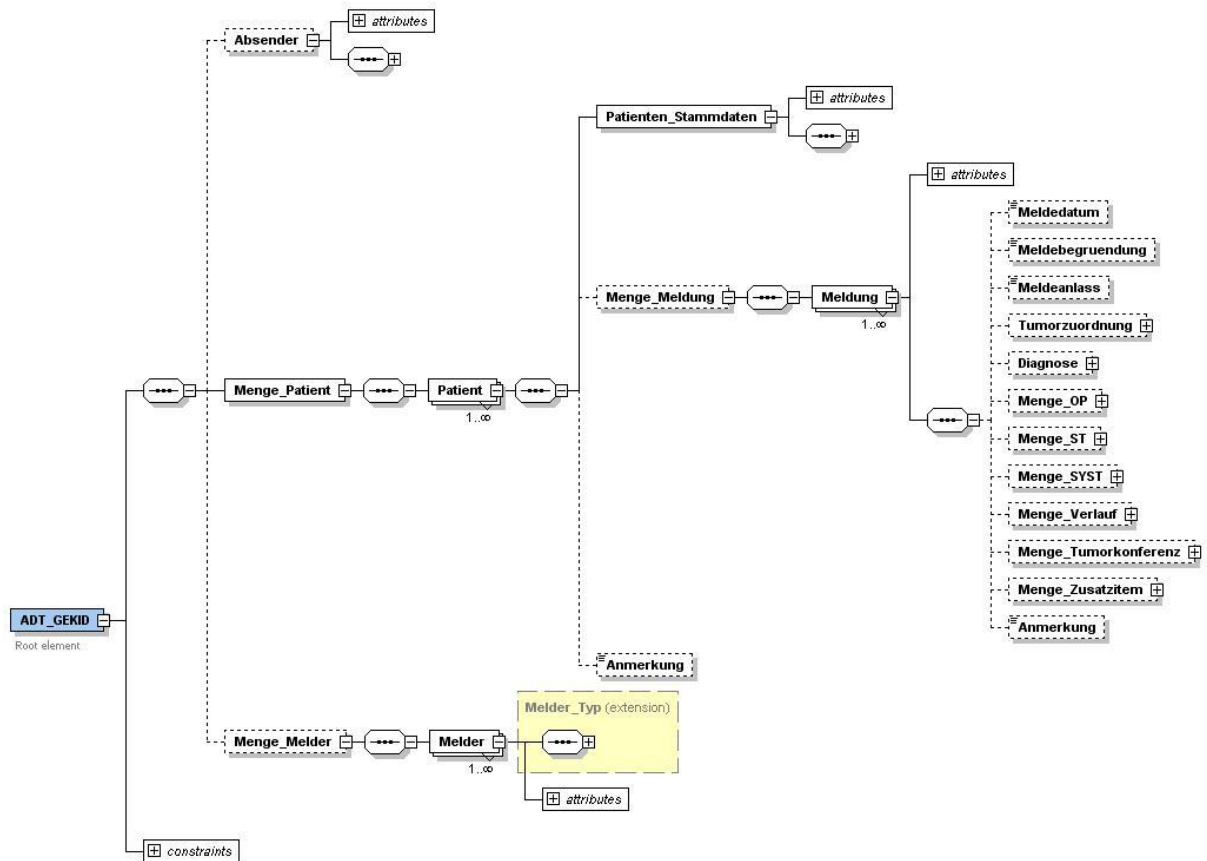 attributes
Absender
attributes
Patienten_Stammdaten
attributes
Meldedatum
Meldebegruendung
Menge_Meldung
Meldung
Meldeanlass
1..∞
Tumorzuordnung
Diagnose
Menge_Patient
Patient
Menge_OP
1..∞
Menge_ST
Menge_SYST
Menge_Verlauf
Menge_Tumorkonferenz
Menge_Zusatzitem
ADT_GEKID
Anmerkung
Root element
Anmerkung
Melder_Typ (extension)
Menge_Melder
Melder
1..∞
attributes
constraints